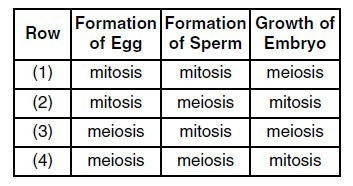 Row Formation of Egg Formation of Sperm Growth of Embryo
(1) mitosis mitosis meiosis
(2) mitosis meiosis mitosis
(3) meiosis mitosis meiosis
(4) meiosis meiosis mitosis